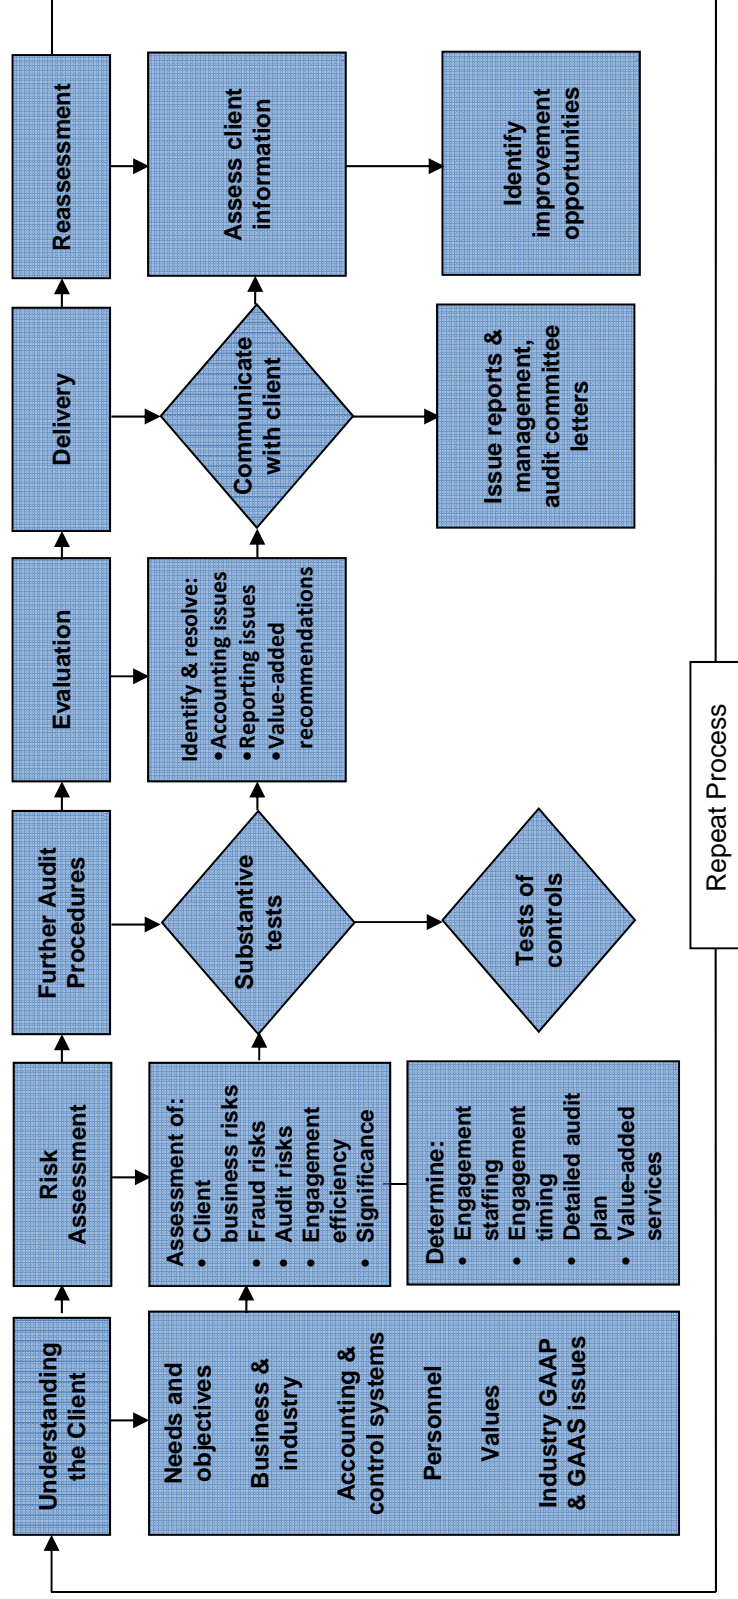 Understanding
the Client
Risk
Assessment
Further Audit
Procedures
Evaluation
Delivery
Reassessment
Needs and
objectives
Business &
industry
Accounting &
control systems
Personnel
Values
Industry GAAP
& GAAS issues
Assessment of:
• Client
business risks
• Fraud risks
• Audit risks
• Engagement
efficiency
• Significance
Determine:
• Engagement
staffing
• Engagement
timing
• Detailed audit
plan
• Value-added
services
Substantive
tests
Tests of
controls
Identify & resolve:
•Accounting issues
•Reporting issues
•Value-added
recommendations
Communicate
with client
Issue reports &
management,
audit committee
letters
Assess client
information
Identify
improvement
opportunities
Repeat Process